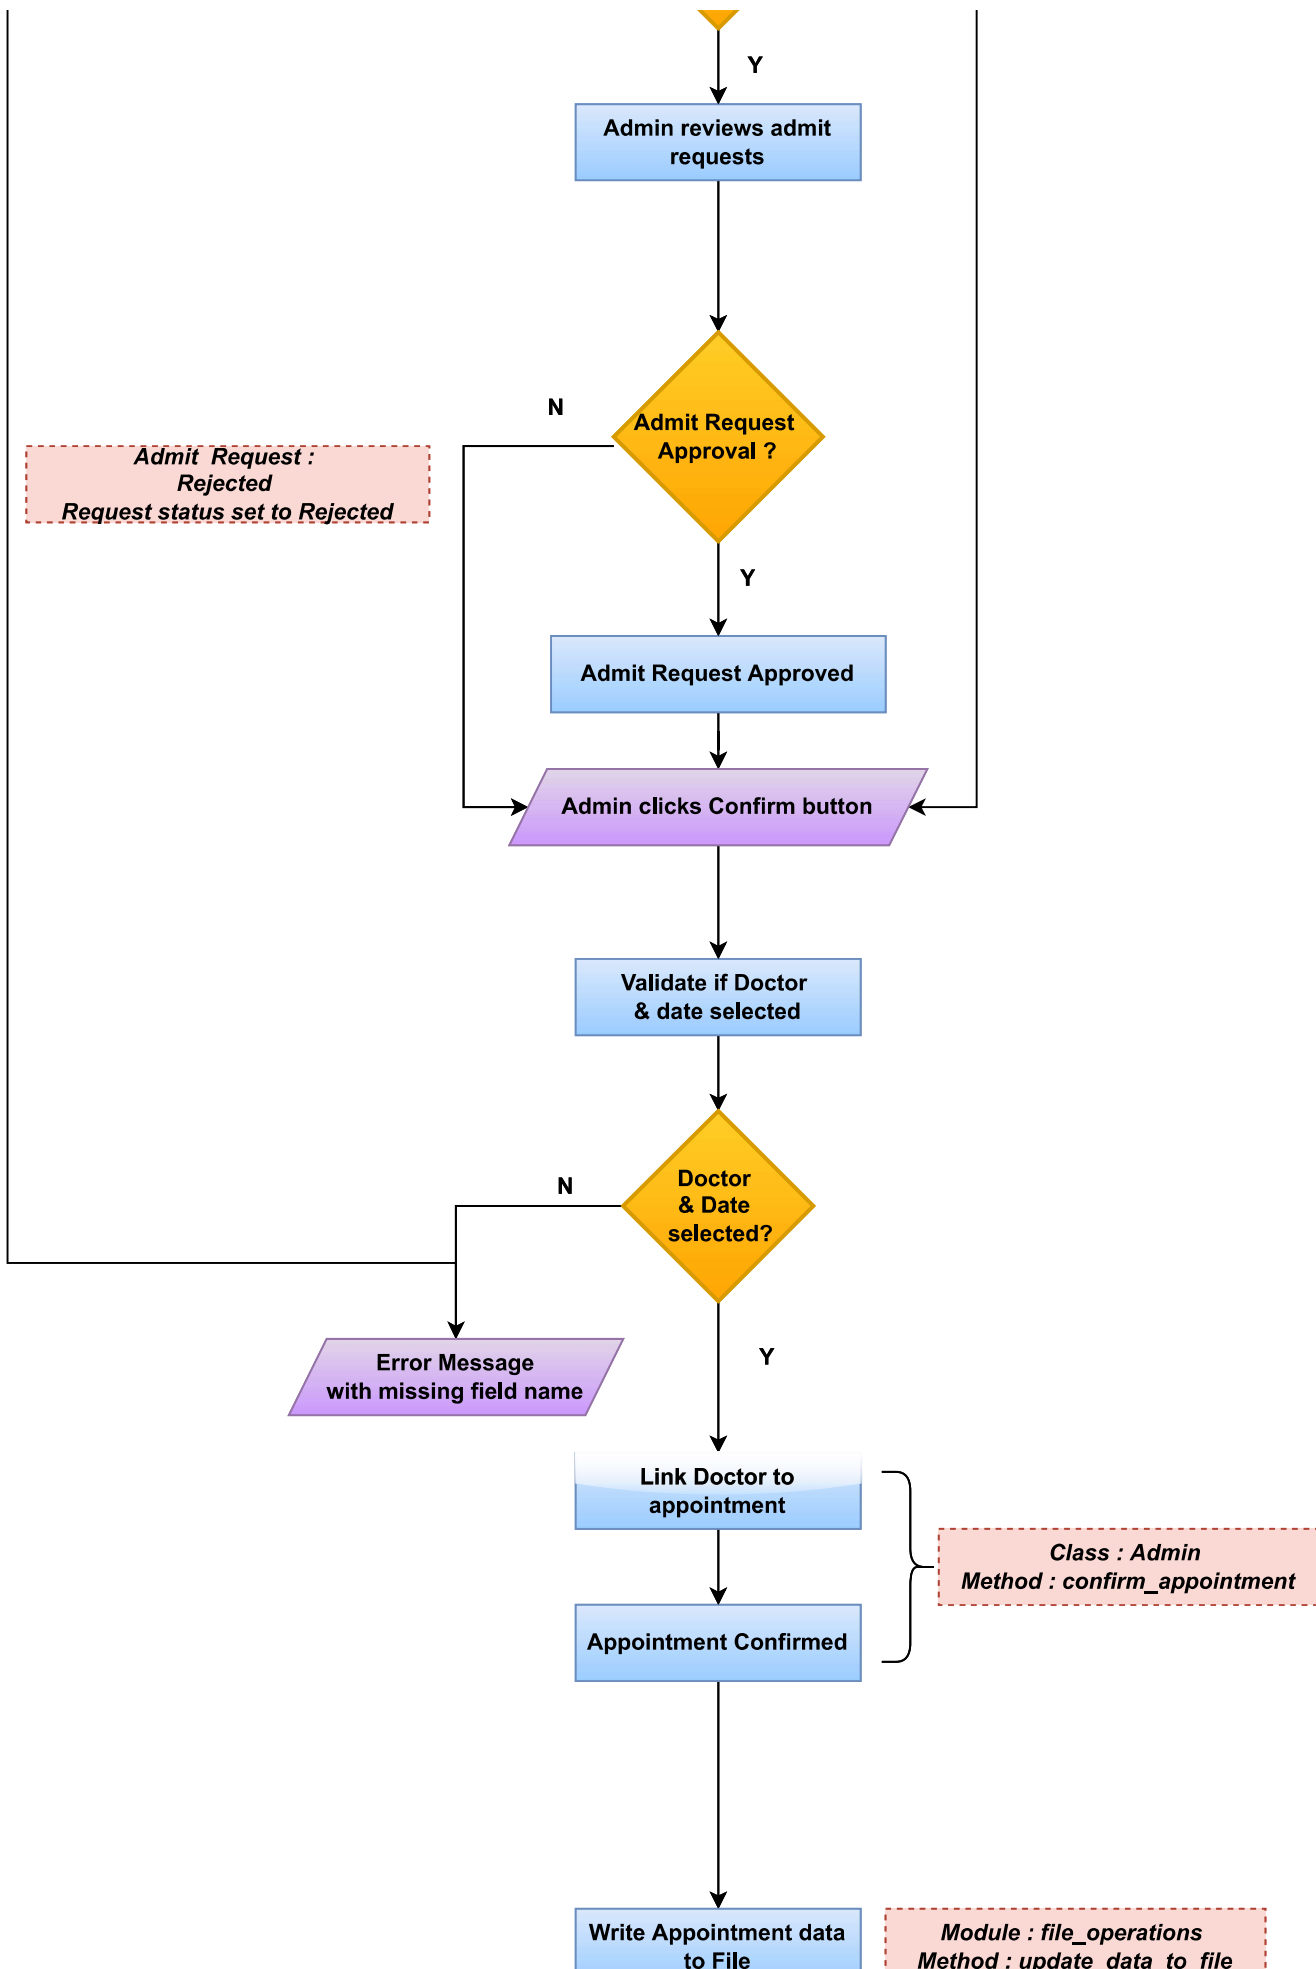 Y
Admin reviews admit
requests
N
Admit Request
Approval ?
Admit  Request :
Rejected
Request status set to Rejected
Y
Admit Request Approved
Admin clicks Confirm button
Validate if Doctor
& date selected
N
Doctor
& Date
selected?
Error Message
with missing field name
Y
Link Doctor to
appointment
Class : Admin
Method : confirm_appointment
Appointment Confirmed
Write Appointment data
to File
Module : file_operations
Method : update_data_to_file